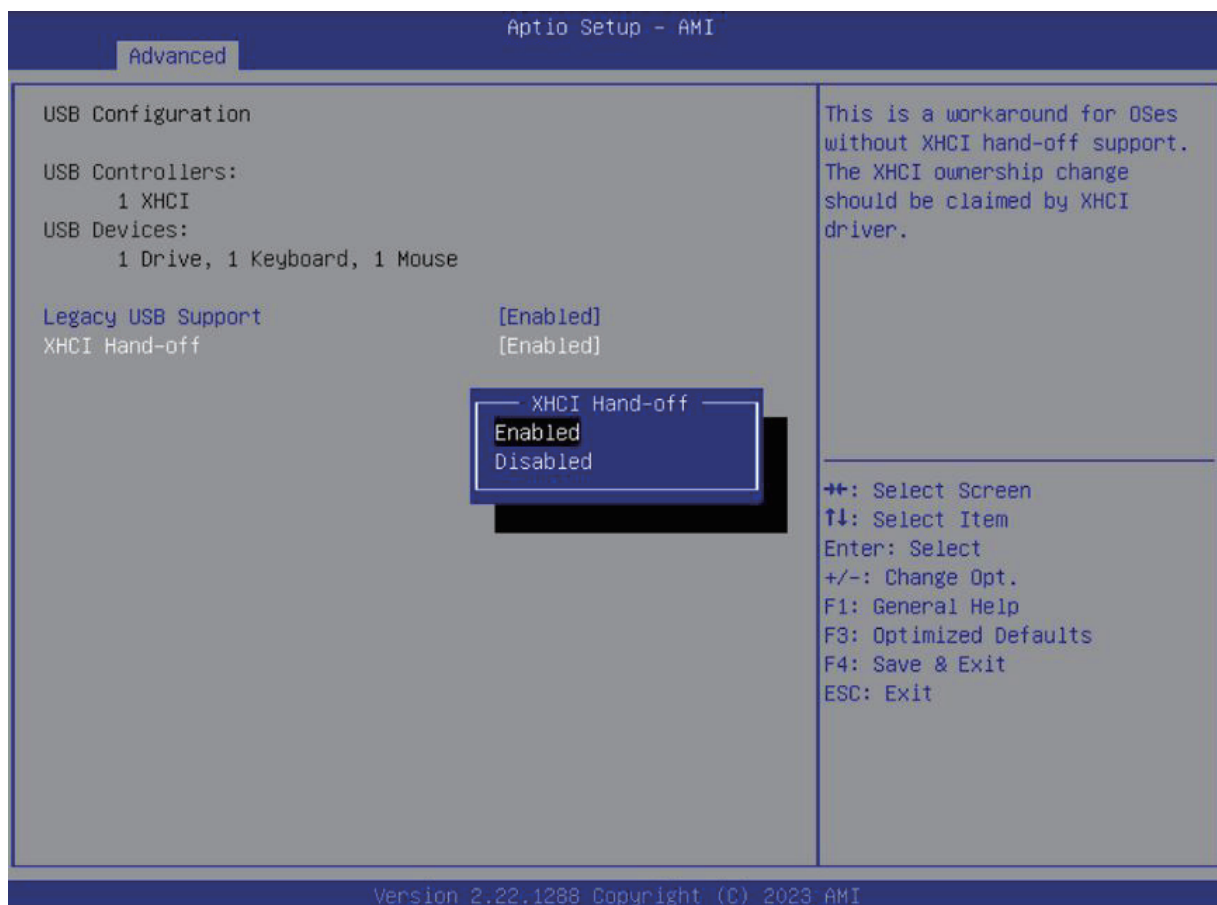 Aptio Setup - AMI
Advanced
USB Configuration
USB Controllers:
1 XHCI
USB Devices:
1 Drive, 1 Keyboard, 1 Mouse
Legacy USB Support [Enabled]
XHCI Hand-off [Enabled]
XHCI Hand-off
Enabled
Disabled
This is a workaround for OSes
without XHCI hand-off support.
The XHCI ownership change
should be claimed by XHCI
driver.
→←: Select Screen
↑↓: Select Item
Enter: Select
+/-: Change Opt.
F1: General Help
F3: Optimized Defaults
F4: Save & Exit
ESC: Exit
Version 2.22.1288 Copyright (C) 2023 AMI